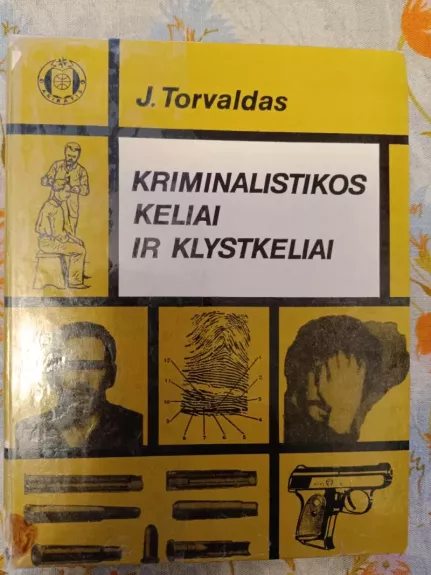 J. Torvaldas
KRIMINALISTIKOS
KELIAI
IR KLYSTKELIAI